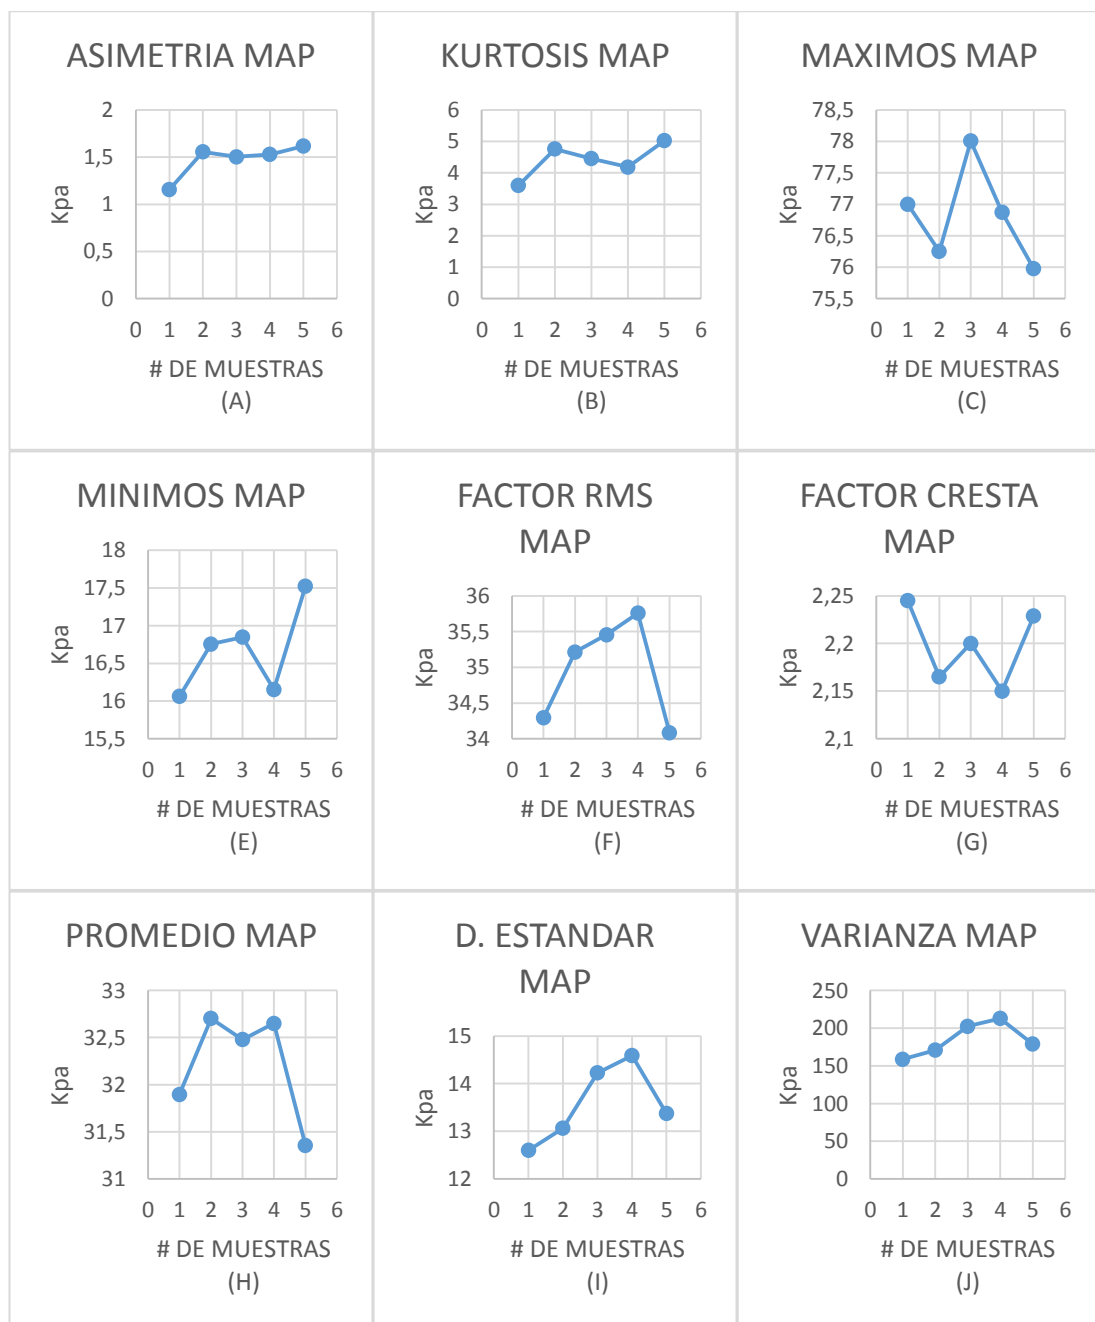 ASIMETRIA MAP
2
1,5
1
0,5
0
Kpa
0 1 2 3 4 5 6
# DE MUESTRAS
(A)
KURTOSIS MAP
6
5
4
3
2
1
0
Kpa
0 1 2 3 4 5 6
# DE MUESTRAS
(B)
MAXIMOS MAP
78,5
78
77,5
77
76,5
76
75,5
Kpa
0 1 2 3 4 5 6
# DE MUESTRAS
(C)
MINIMOS MAP
18
17,5
17
16,5
16
15,5
Kpa
0 1 2 3 4 5 6
# DE MUESTRAS
(E)
FACTOR RMS
MAP
36
35,5
35
34,5
34
Kpa
0 1 2 3 4 5 6
# DE MUESTRAS
(F)
FACTOR CRESTA
MAP
2,25
2,2
2,15
2,1
Kpa
0 1 2 3 4 5 6
# DE MUESTRAS
(G)
PROMEDIO MAP
33
32,5
32
31,5
31
Kpa
0 1 2 3 4 5 6
# DE MUESTRAS
(H)
D. ESTANDAR
MAP
15
14
13
12
Kpa
0 1 2 3 4 5 6
# DE MUESTRAS
(I)
VARIANZA MAP
250
200
150
100
50
0
Kpa
0 1 2 3 4 5 6
# DE MUESTRAS
(J)